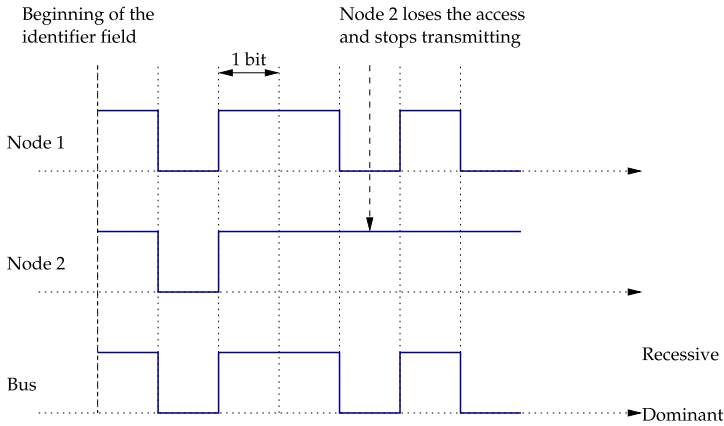 Beginning of the
identifier field
Node 2 loses the access
and stops transmitting
1 bit
Node 1
Node 2
Bus
Recessive
Dominant